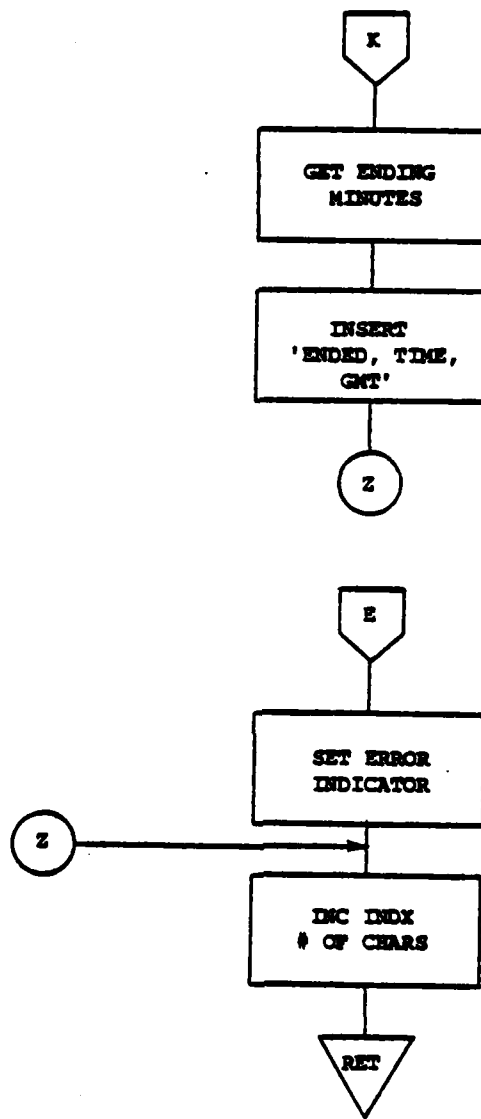 K
GET ENDING
MINUTES
INSERT
'ENDED, TIME,
GMT'
Z
E
SET ERROR
INDICATOR
Z
INC INDX
# OF CHARS
RET